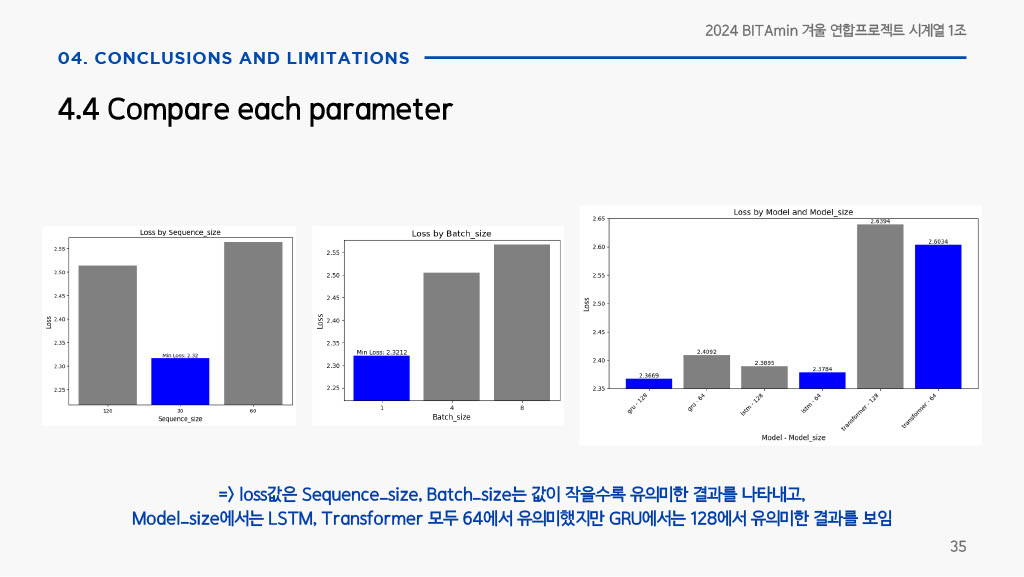 2024 BITAmin 겨울 연합프로젝트 시계열 1조
04. CONCLUSIONS AND LIMITATIONS
4.4 Compare each parameter
Loss by Sequence_size
2.55
2.50
2.45
2.40
2.35
2.30
2.25
Loss
Min Loss: 2.32
120
30
60
Sequence_size
Loss by Batch_size
2.55
2.50
2.45
2.40
2.35
2.30
2.25
Loss
Min Loss: 2.3212
1
4
8
Batch_size
Loss by Model and Model_size
2.65
2.60
2.55
2.50
2.45
2.40
2.35
Loss
2.3669
2.4092
2.3895
2.3784
2.6394
2.6034
gru - 128
gru - 64
lstm - 128
lstm - 64
transformer - 128
transformer - 64
Model - Model_size
=> loss값은 Sequence_size, Batch_size는 값이 작을수록 유의미한 결과를 나타내고,
Model_size에서는 LSTM, Transformer 모두 64에서 유의미했지만 GRU에서는 128에서 유의미한 결과를 보임
35